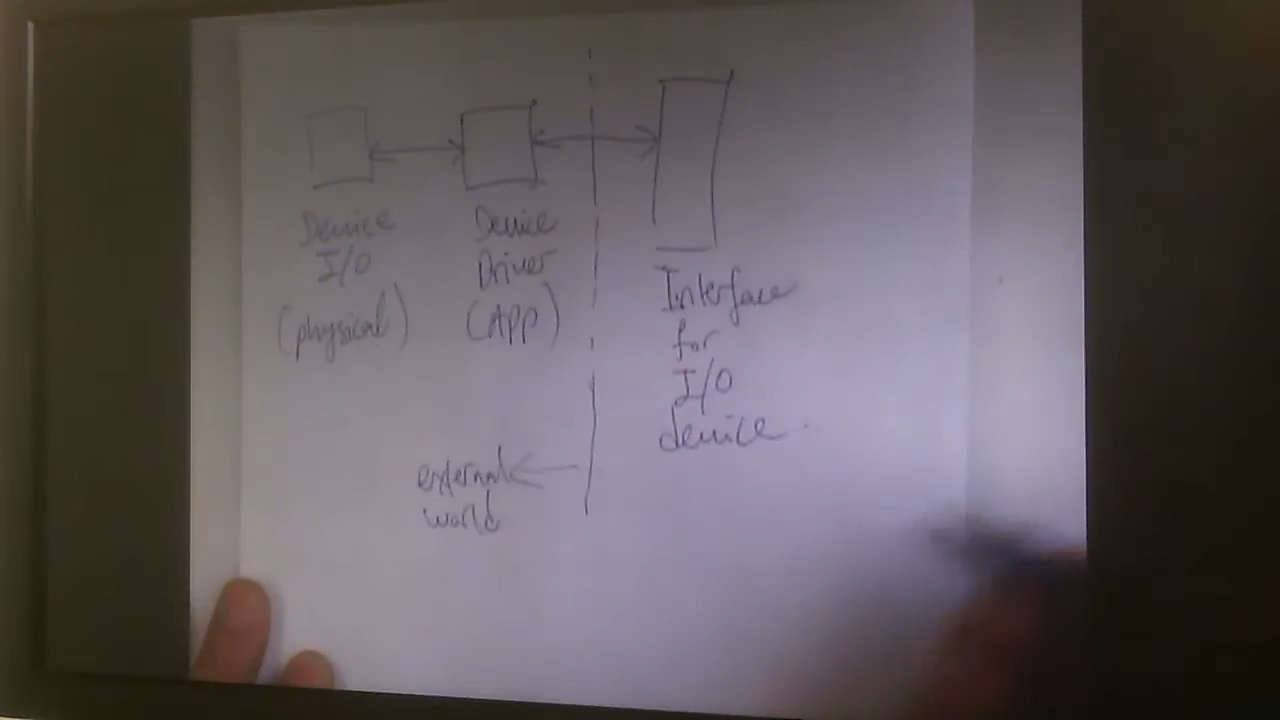 Device
I/O
(physical)
Device
Driver
(App)
Interface
for
I/O
device.
external
world